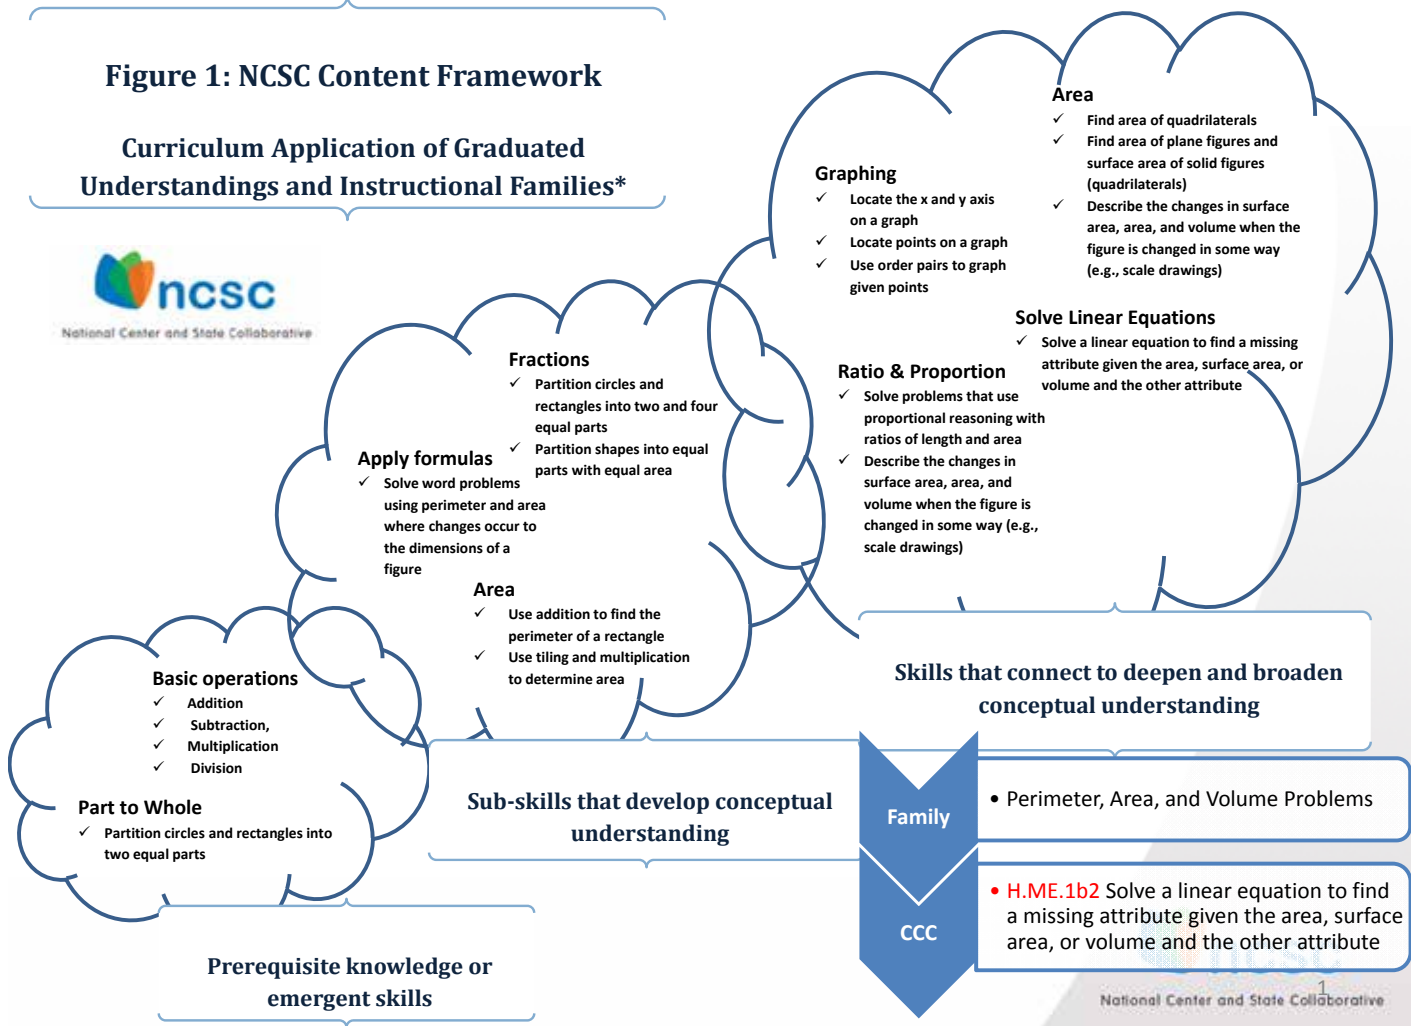 Figure 1: NCSC Content Framework
Curriculum Application of Graduated
Understandings and Instructional Families*
ncsc
National Center and State Collaborative
Area
✓ Find area of quadrilaterals
✓ Find area of plane figures and
surface area of solid figures
(quadrilaterals)
✓ Describe the changes in surface
area, area, and volume when the
figure is changed in some way
(e.g., scale drawings)
Graphing
✓ Locate the x and y axis
on a graph
✓ Locate points on a graph
✓ Use order pairs to graph
given points
Solve Linear Equations
✓ Solve a linear equation to find a missing
attribute given the area, surface area, or
volume and the other attribute
Ratio & Proportion
✓ Solve problems that use
proportional reasoning with
ratios of length and area
✓ Describe the changes in
surface area, area, and
volume when the figure is
changed in some way (e.g.,
scale drawings)
Fractions
✓ Partition circles and
rectangles into two and four
equal parts
✓ Partition shapes into equal
parts with equal area
Apply formulas
✓ Solve word problems
using perimeter and area
where changes occur to
the dimensions of a
figure
Area
✓ Use addition to find the
perimeter of a rectangle
✓ Use tiling and multiplication
to determine area
Basic operations
✓ Addition
✓ Subtraction,
✓ Multiplication
✓ Division
Part to Whole
✓ Partition circles and rectangles into
two equal parts
Skills that connect to deepen and broaden
conceptual understanding
Sub-skills that develop conceptual
understanding
Prerequisite knowledge or
emergent skills
Family
• Perimeter, Area, and Volume Problems
CCC
• H.ME.1b2 Solve a linear equation to find
a missing attribute given the area, surface
area, or volume and the other attribute
ncsc
1
National Center and State Collaborative